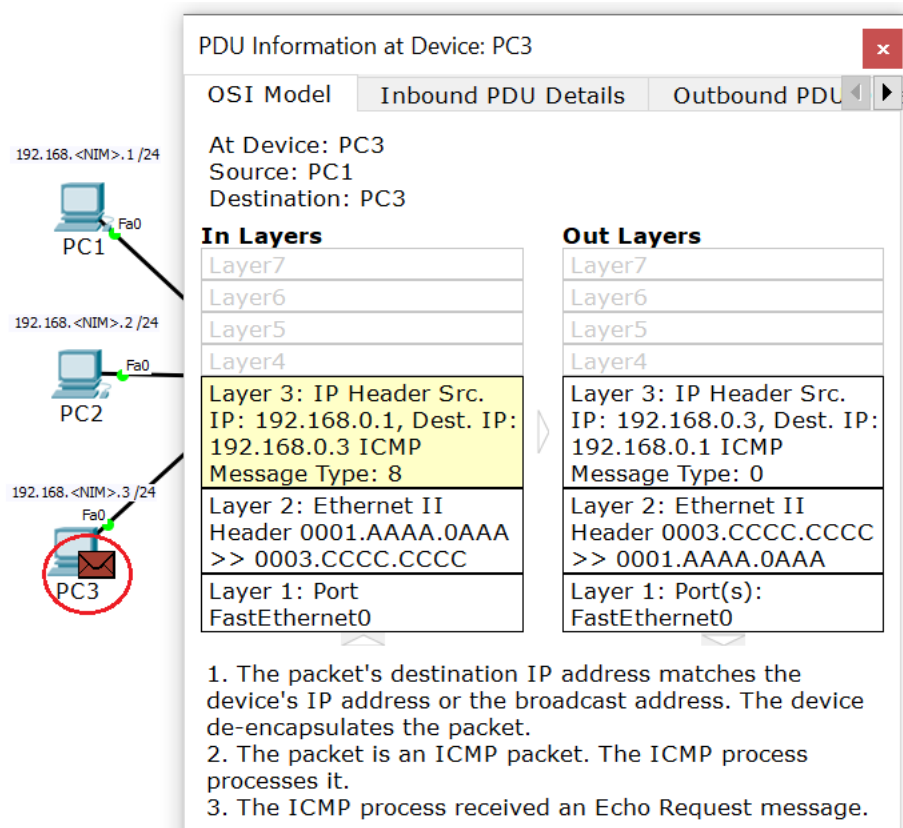 PDU Information at Device: PC3
x
OSI Model
Inbound PDU Details
Outbound PDU
At Device: PC3
Source: PC1
Destination: PC3
In Layers
Layer7
Layer6
Layer5
Layer4
Layer 3: IP Header Src.
IP: 192.168.0.1, Dest. IP:
192.168.0.3 ICMP
Message Type: 8
Layer 2: Ethernet II
Header 0001.AAAA.0AAA
>> 0003.CCCC.CCCC
Layer 1: Port
FastEthernet0
Out Layers
Layer7
Layer6
Layer5
Layer4
Layer 3: IP Header Src.
IP: 192.168.0.3, Dest. IP:
192.168.0.1 ICMP
Message Type: 0
Layer 2: Ethernet II
Header 0003.CCCC.CCCC
>> 0001.AAAA.0AAA
Layer 1: Port(s):
FastEthernet0
1. The packet's destination IP address matches the
device's IP address or the broadcast address. The device
de-encapsulates the packet.
2. The packet is an ICMP packet. The ICMP process
processes it.
3. The ICMP process received an Echo Request message.
192.168.<NIM>.1 /24
Fa0
PC1
192.168.<NIM>.2 /24
Fa0
PC2
192.168.<NIM>.3 /24
Fa0
PC3